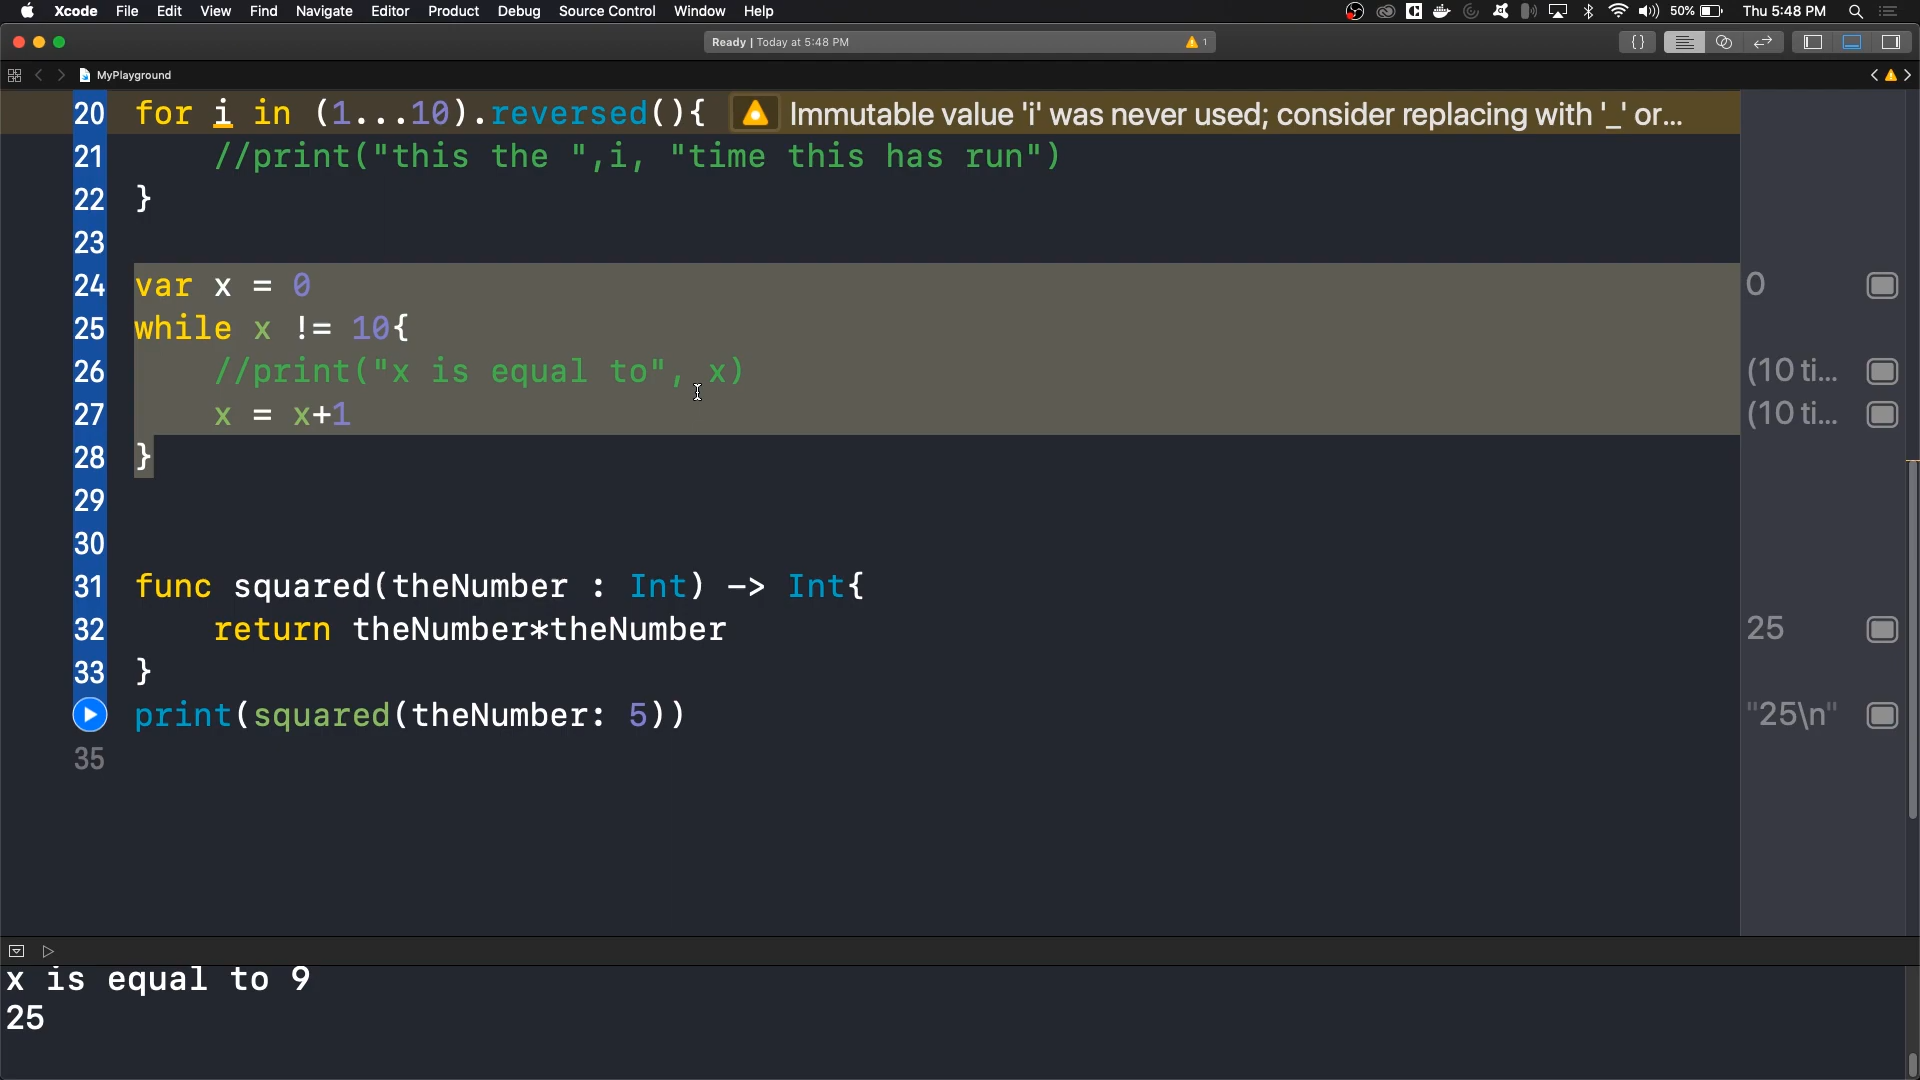 Xcode File Edit View Find Navigate Editor Product Debug Source Control Window Help 50% Thu 5:48 PM
Ready | Today at 5:48 PM 1
MyPlayground
20 for i in (1...10).reversed(){ Immutable value 'i' was never used; consider replacing with '_' or...
21 //print("this the ",i, "time this has run")
22 }
23
24 var x = 0 0
25 while x != 10{
26 //print("x is equal to", x) (10 ti...
27 x = x+1 (10 ti...
28 }
29
30
31 func squared(theNumber : Int) -> Int{
32 return theNumber*theNumber 25
33 }
print(squared(theNumber: 5)) "25\n"
35
x is equal to 9
25